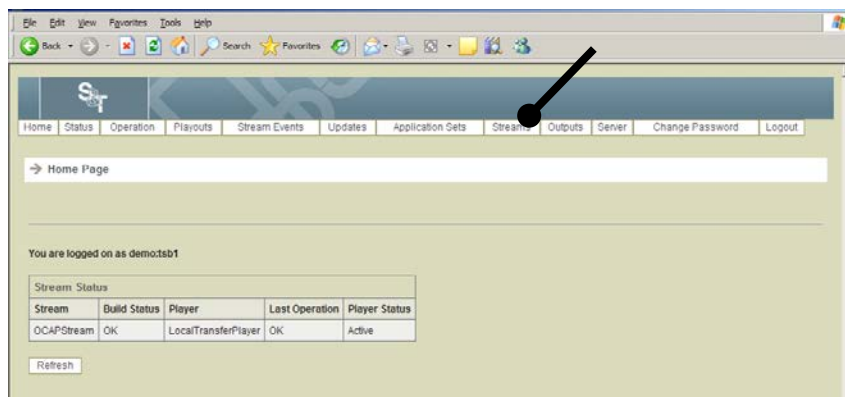 File Edit View Favorites Tools Help
Back Search Favorites
S&T
Home Status Operation Playouts Stream Events Updates Application Sets Streams Outputs Server Change Password Logout
Home Page
You are logged on as demo:tsb1
Stream Status
Stream Build Status Player Last Operation Player Status
OCAPStream OK LocalTransferPlayer OK Active
Refresh